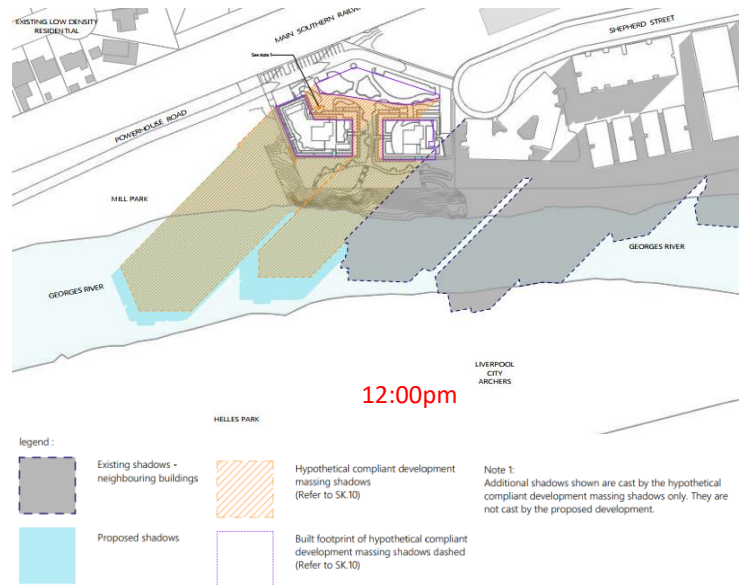 EXISTING LOW DENSITY
RESIDENTIAL
MAIN SOUTHERN RAILW
SHEPHERD STREET
See note 1
POWERHOUSE ROAD
MILL PARK
GEORGES RIVER
GEORGES RIVER
LIVERPOOL
CITY
ARCHERS
12:00pm
HELLES PARK
legend :
Existing shadows -
neighbouring buildings
Hypothetical compliant development
massing shadows
(Refer to SK.10)
Note 1:
Additional shadows shown are cast by the hypothetical
compliant development massing shadows only. They are
not cast by the proposed development.
Proposed shadows
Built footprint of hypothetical compliant
development massing shadows dashed
(Refer to SK.10)